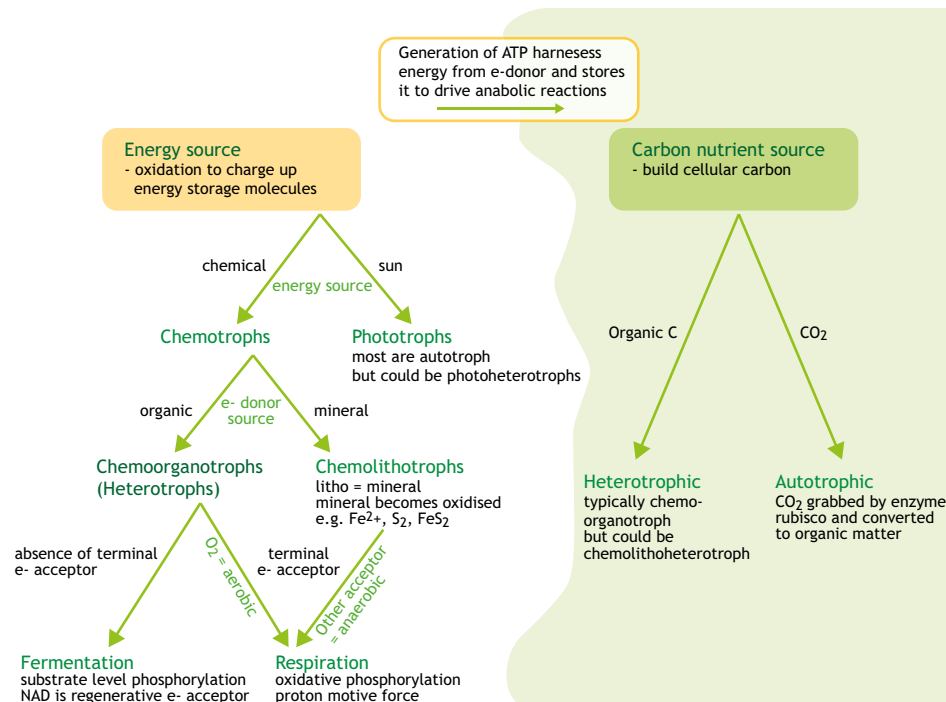 Generation of ATP harnesess
energy from e-donor and stores
it to drive anabolic reactions
Energy source
- oxidation to charge up
energy storage molecules
Carbon nutrient source
- build cellular carbon
chemical
sun
energy source
Chemotrophs
Phototrophs
most are autotroph
but could be photoheterotrophs
Organic C
CO₂
organic
e- donor
source
mineral
Chemoorganotrophs
(Heterotrophs)
Chemolithotrophs
litho = mineral
mineral becomes oxidised
e.g. Fe²⁺, S₂, FeS₂
Heterotrophic
typically chemo-
organotroph
but could be
chemolithoheterotroph
Autotrophic
CO₂ grabbed by enzyme
rubisco and converted
to organic matter
absence of terminal
e- acceptor
O₂ = aerobic
terminal
e- acceptor
Other acceptor
= anaerobic
Fermentation
substrate level phosphorylation
NAD is regenerative e- acceptor
Respiration
oxidative phosphorylation
proton motive force